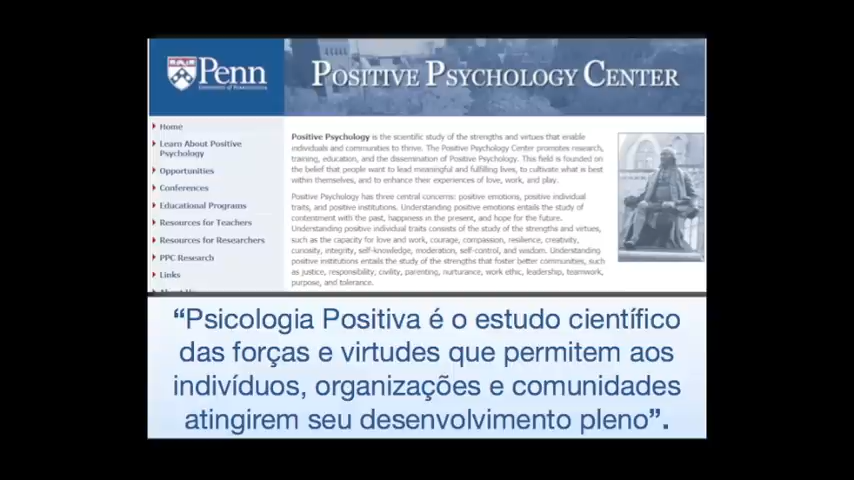 Penn
University of Pennsylvania
POSITIVE PSYCHOLOGY CENTER
Home
Learn About Positive
Psychology
Opportunities
Conferences
Educational Programs
Resources for Teachers
Resources for Researchers
PPC Research
Links
About Us
Positive Psychology is the scientific study of the strengths and virtues that enable
individuals and communities to thrive. The Positive Psychology Center promotes research,
training, education, and the dissemination of Positive Psychology. This field is founded on
the belief that people want to lead meaningful and fulfilling lives, to cultivate what is best
within themselves, and to enhance their experiences of love, work, and play.
Positive Psychology has three central concerns: positive emotions, positive individual
traits, and positive institutions. Understanding positive emotions entails the study of
contentment with the past, happiness in the present, and hope for the future.
Understanding positive individual traits consists of the study of the strengths and virtues,
such as the capacity for love and work, courage, compassion, resilience, creativity,
curiosity, integrity, self-knowledge, moderation, self-control, and wisdom. Understanding
positive institutions entails the study of the strengths that foster better communities, such
as justice, responsibility, civility, parenting, nurturance, work ethic, leadership, teamwork,
purpose, and tolerance.
“Psicologia Positiva é o estudo científico
das forças e virtudes que permitem aos
indivíduos, organizações e comunidades
atingirem seu desenvolvimento pleno”.